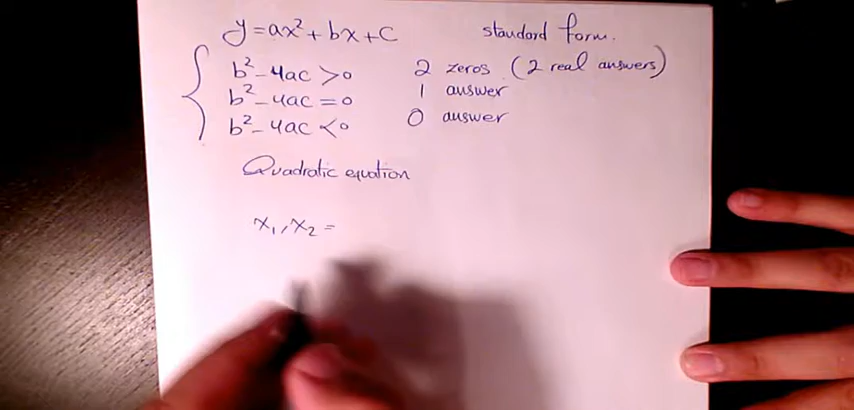 y = ax² + bx + c standard form.
b² - 4ac > 0 2 zeros (2 real answers)
b² - 4ac = 0 1 answer
b² - 4ac < 0 0 answer
Quadratic equation
x₁, x₂ =